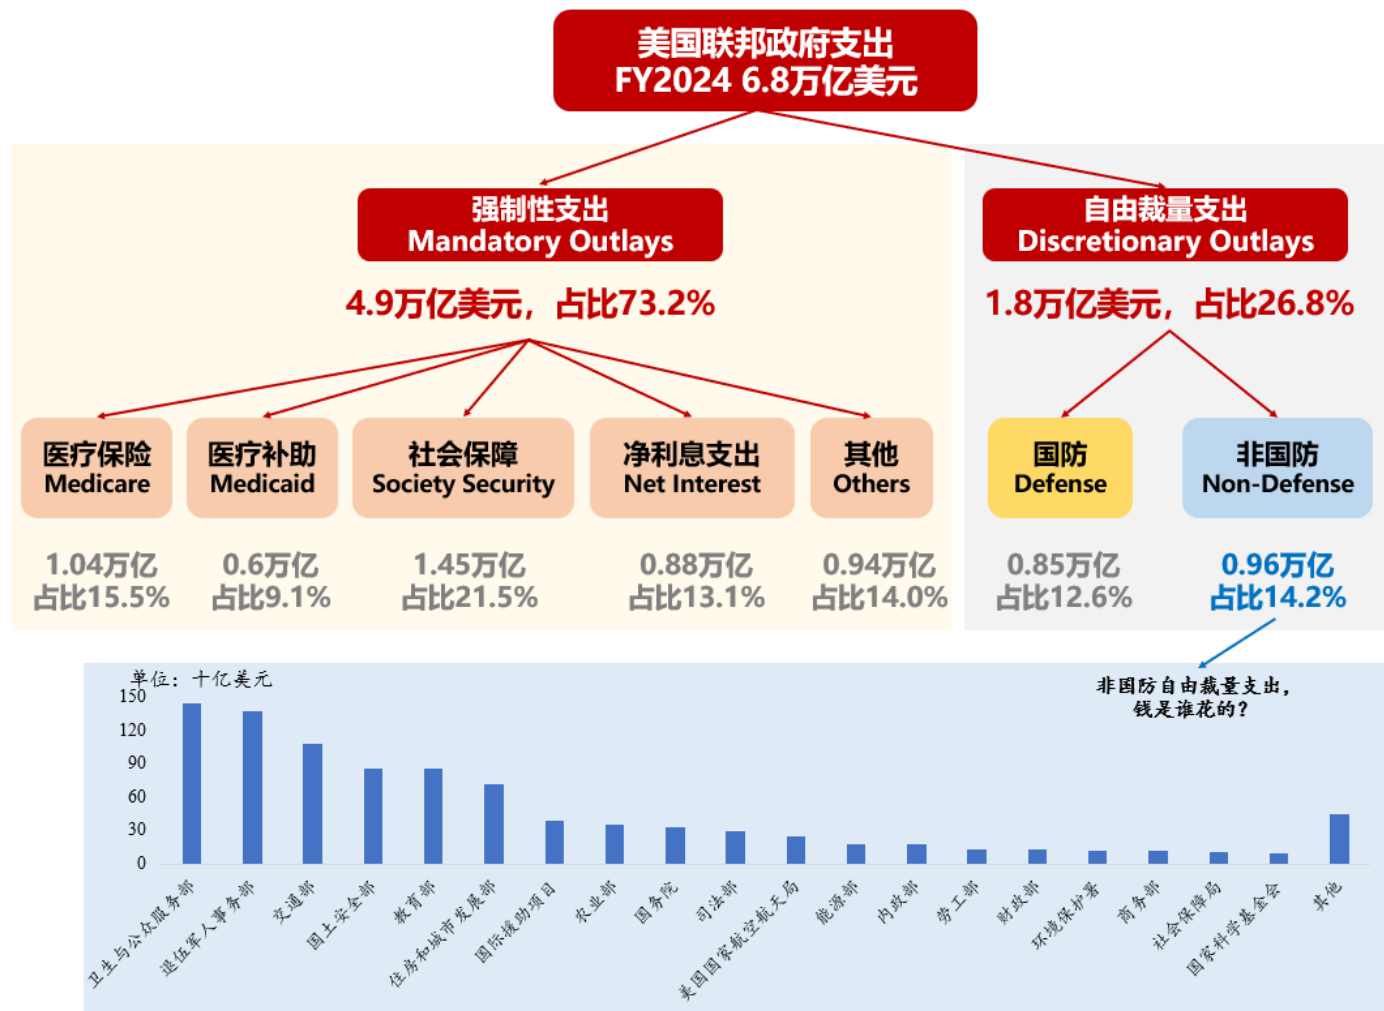 美国联邦政府支出
FY2024 6.8万亿美元
强制性支出
Mandatory Outlays
自由裁量支出
Discretionary Outlays
4.9万亿美元，占比73.2%
1.8万亿美元，占比26.8%
医疗保险
Medicare
医疗补助
Medicaid
社会保障
Society Security
净利息支出
Net Interest
其他
Others
国防
Defense
非国防
Non-Defense
1.04万亿
占比15.5%
0.6万亿
占比9.1%
1.45万亿
占比21.5%
0.88万亿
占比13.1%
0.94万亿
占比14.0%
0.85万亿
占比12.6%
0.96万亿
占比14.2%
单位：十亿美元
非国防自由裁量支出，
钱是谁花的？
150
120
90
60
30
0
卫生与公众服务部
退伍军人事务部
交通部
国土安全部
教育部
住房和城市发展部
国际援助项目
农业部
国务院
司法部
美国国家航空航天局
能源部
内政部
劳工部
财政部
环境保护署
商务部
社会保障局
国家科学基金会
其他